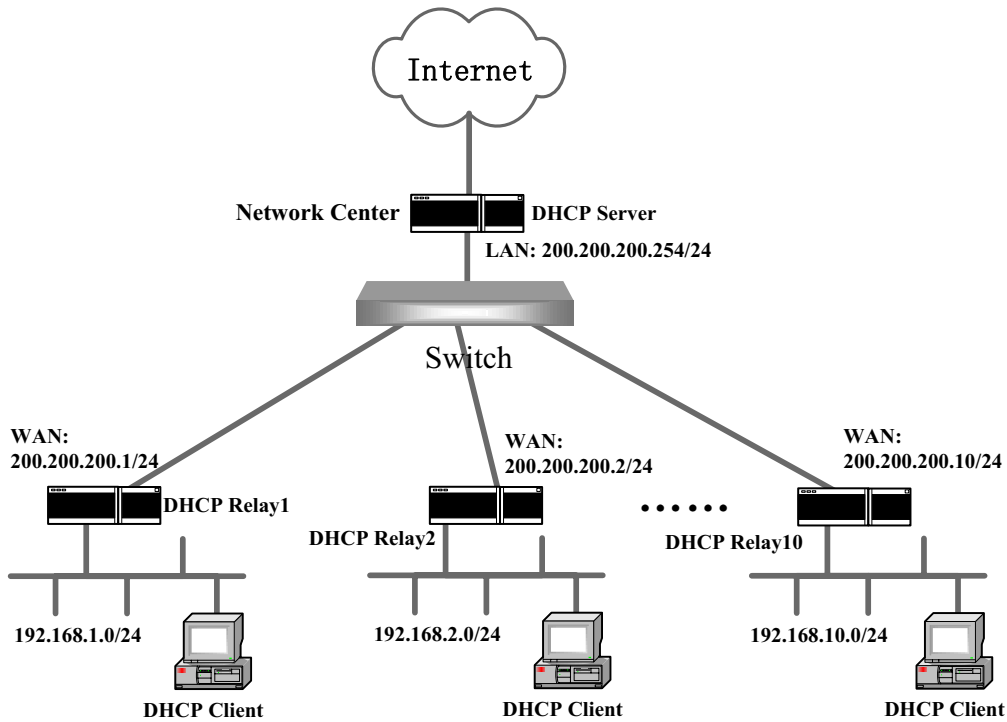 Internet
Network Center
DHCP Server
LAN: 200.200.200.254/24
Switch
WAN:
200.200.200.1/24
WAN:
200.200.200.2/24
WAN:
200.200.200.10/24
DHCP Relay1
DHCP Relay2
......
DHCP Relay10
192.168.1.0/24
192.168.2.0/24
192.168.10.0/24
DHCP Client
DHCP Client
DHCP Client